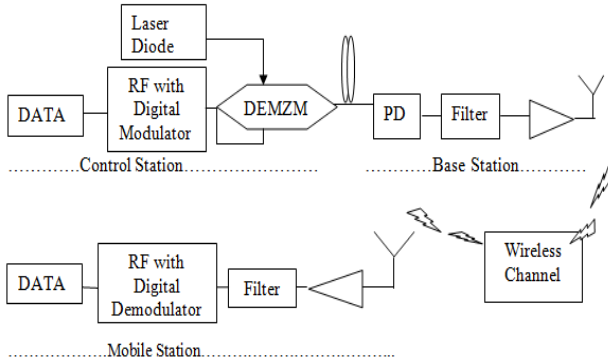 Laser
Diode
DATA
RF with
Digital
Modulator
DEMZM
PD
Filter
Control Station
Base Station
DATA
RF with
Digital
Demodulator
Filter
Wireless
Channel
Mobile Station